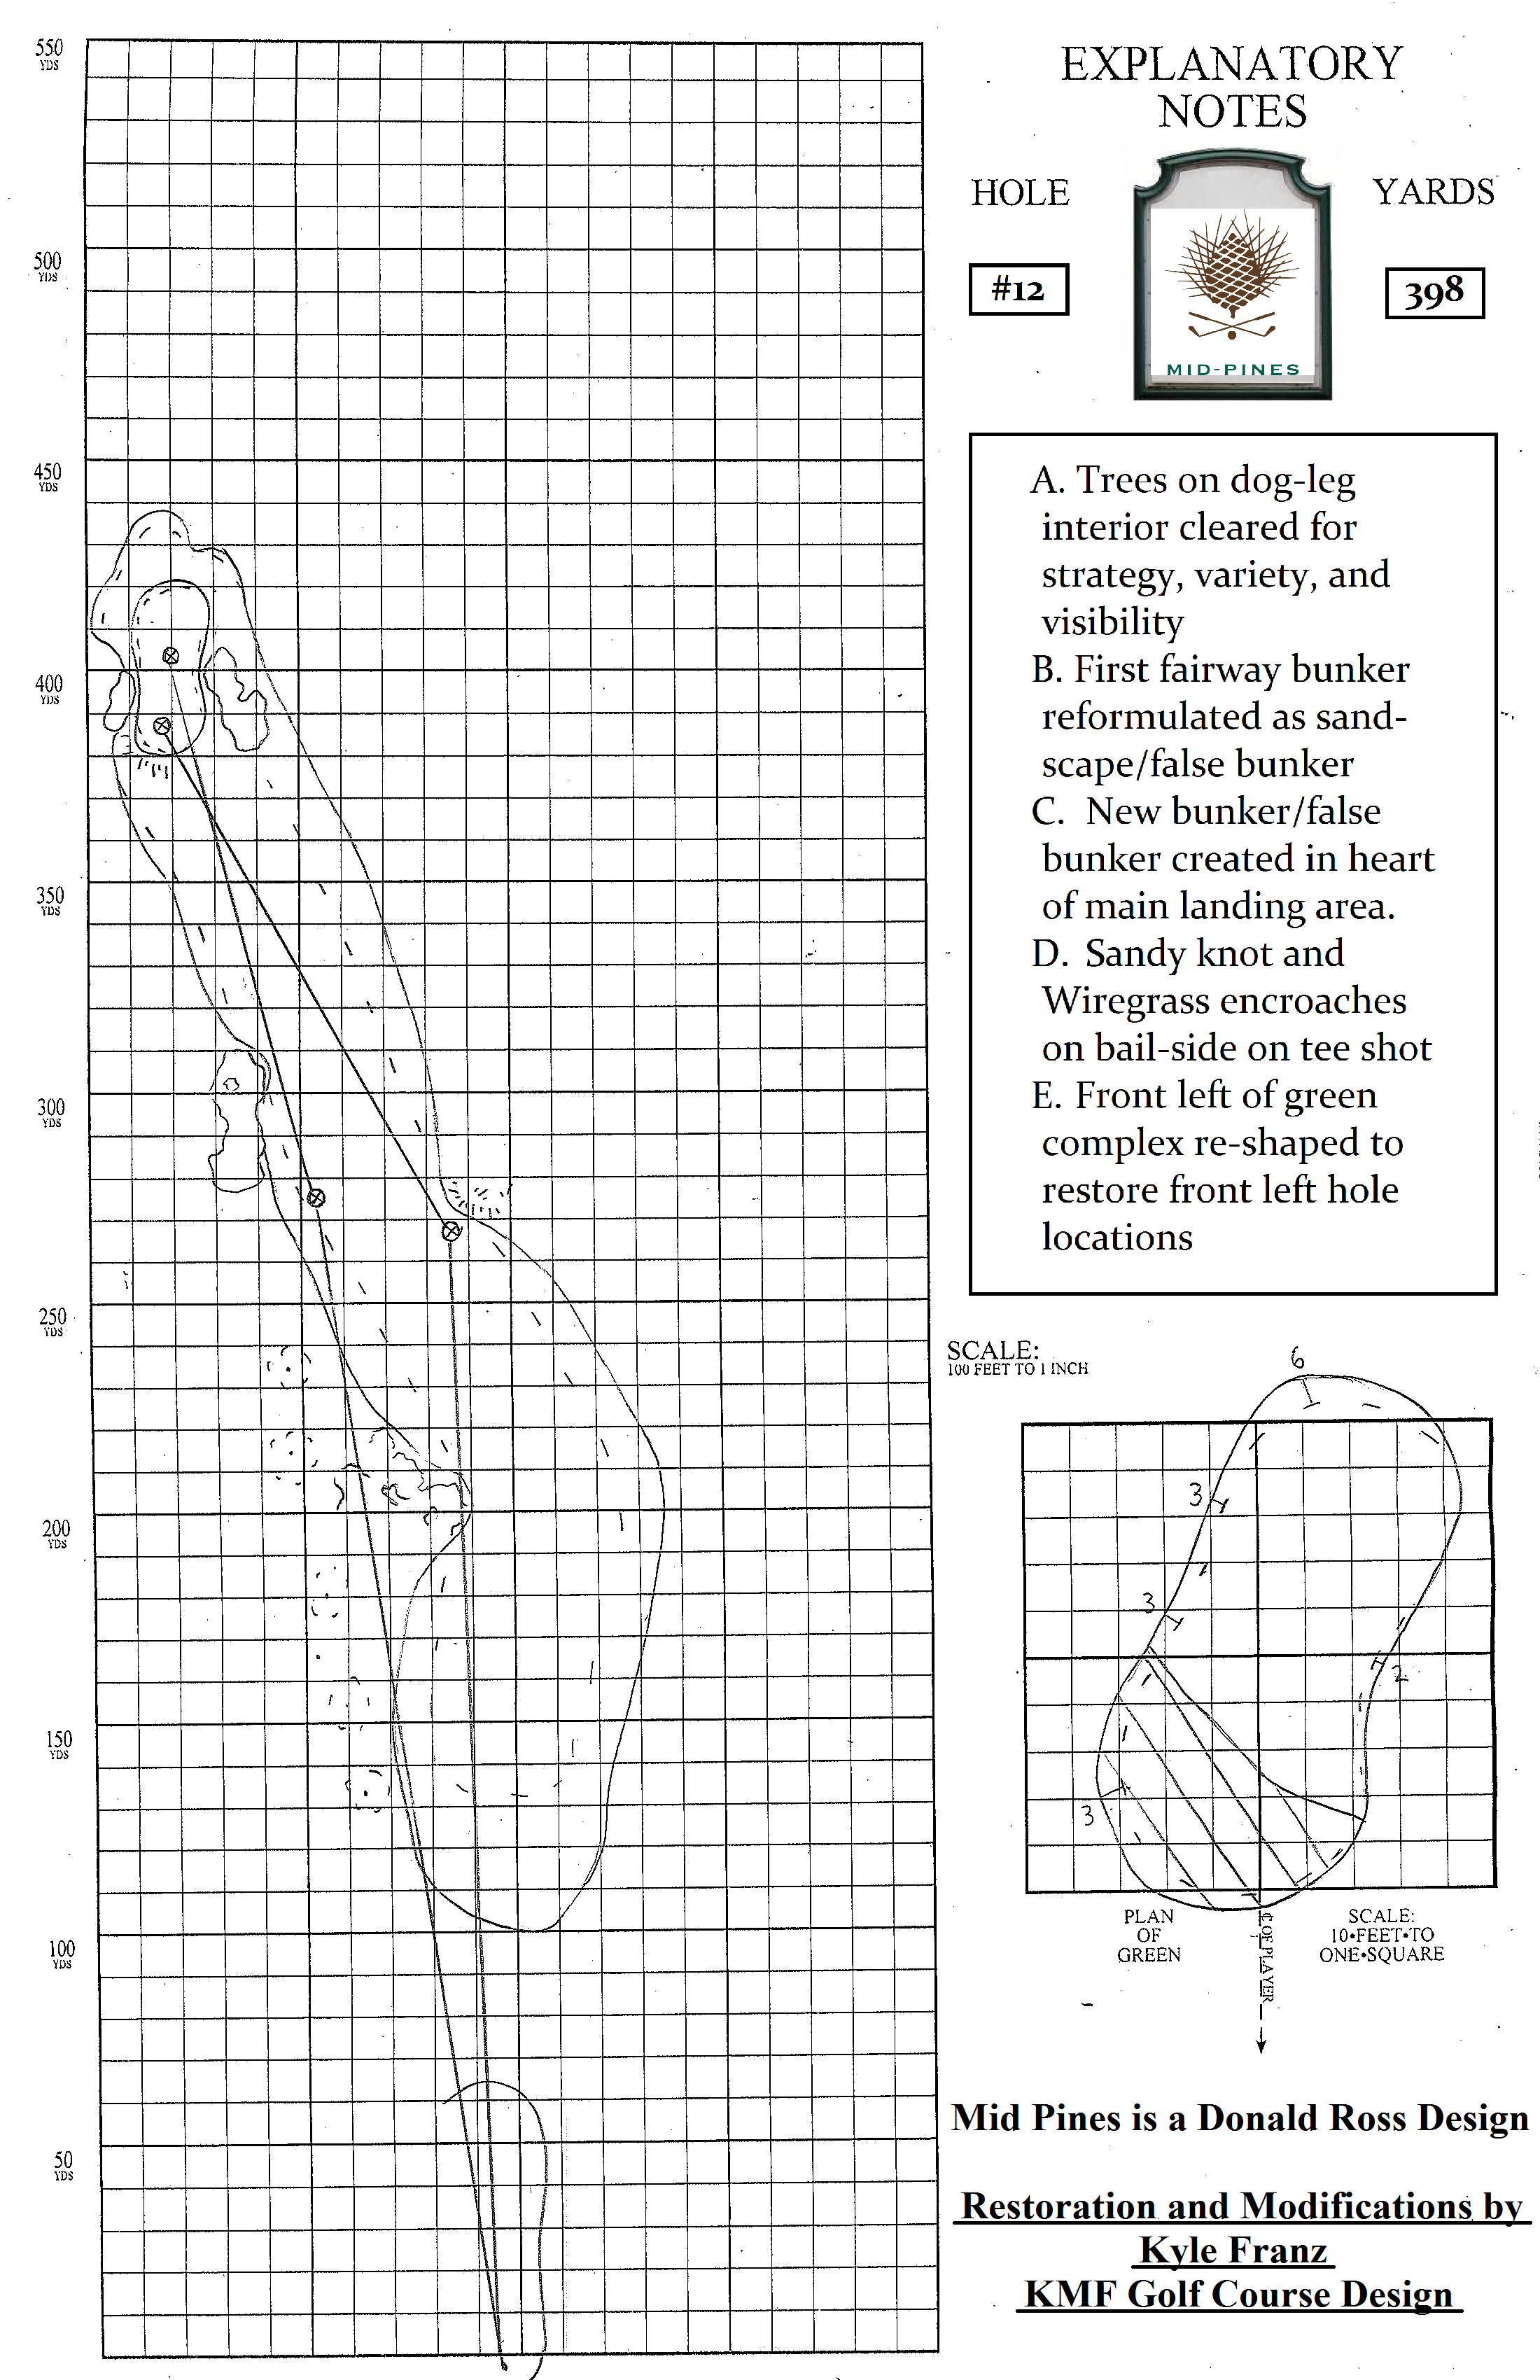 550
YDS
500
YDS
450
YDS
400
YDS
350
YDS
300
YDS
250
YDS
200
YDS
150
YDS
100
YDS
50
YDS
EXPLANATORY
NOTES
HOLE
YARDS
#12
398
MID-PINES
A. Trees on dog-leg
interior cleared for
strategy, variety, and
visibility
B. First fairway bunker
reformulated as sand-
scape/false bunker
C. New bunker/false
bunker created in heart
of main landing area.
D. Sandy knot and
Wiregrass encroaches
on bail-side on tee shot
E. Front left of green
complex re-shaped to
restore front left hole
locations
SCALE:
100 FEET TO 1 INCH
6
3
3
2
3
PLAN
OF
GREEN
℄ OF PLAYER
SCALE:
10•FEET•TO
ONE•SQUARE
Mid Pines is a Donald Ross Design
Restoration and Modifications by
Kyle Franz
KMF Golf Course Design